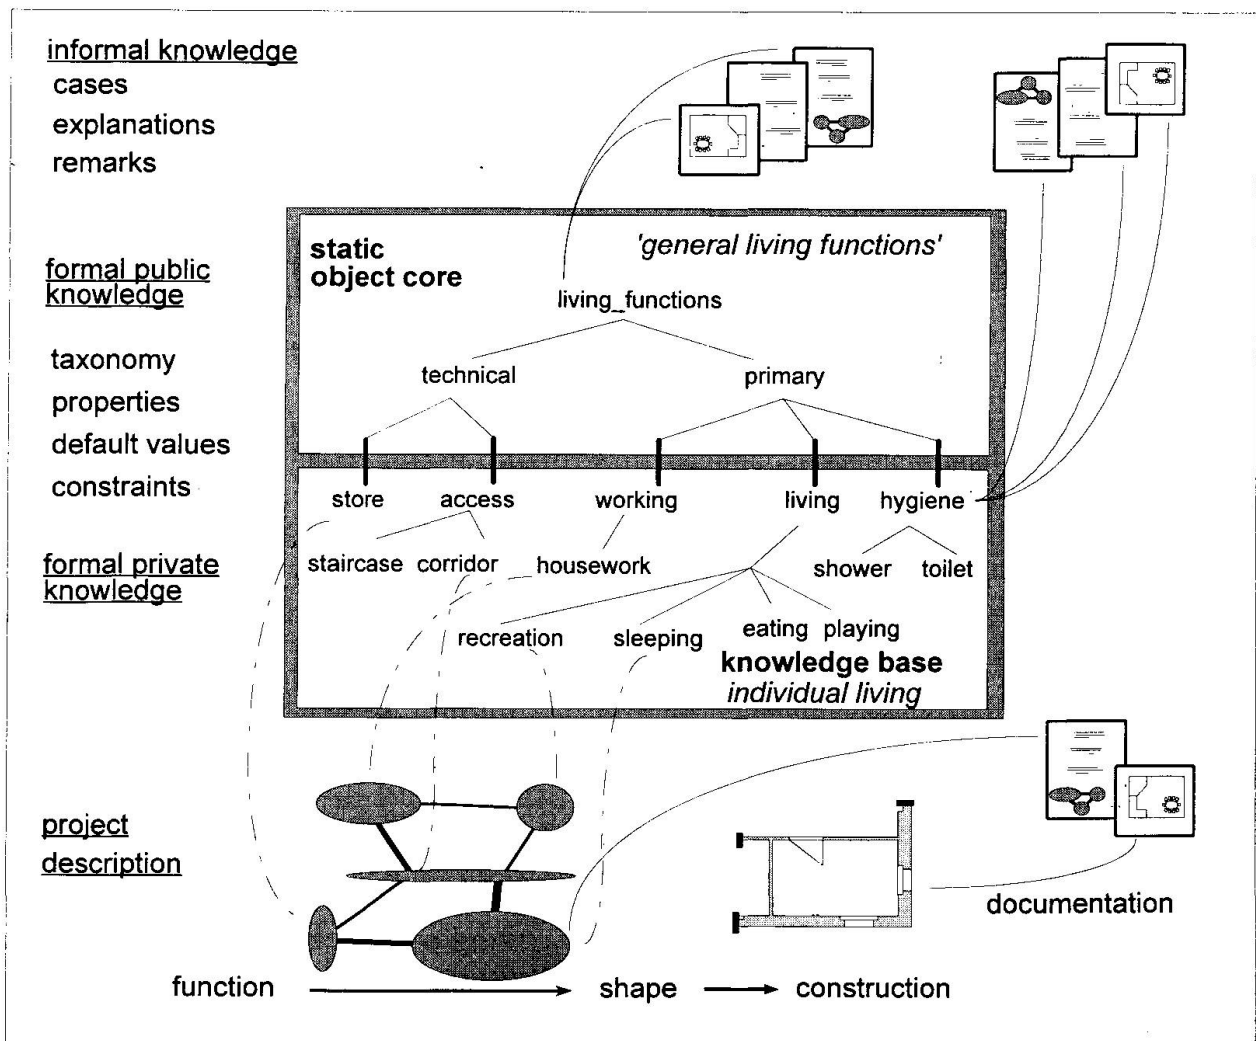 informal knowledge
cases
explanations
remarks
static
object core
'general living functions'
formal public
knowledge
living_functions
taxonomy
technical
primary
properties
default values
constraints
store
access
working
living
hygiene
formal private
knowledge
staircase
corridor
housework
shower
toilet
recreation
sleeping
eating
playing
knowledge base
individual living
project
description
documentation
function
shape
construction